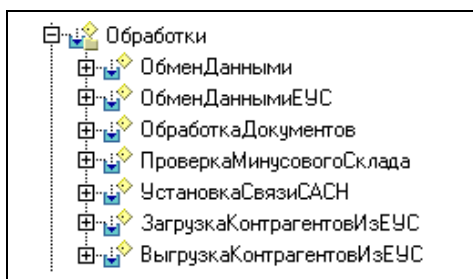 Обработки
ОбменДанными
ОбменДаннымиЕУС
ОбработкаДокументов
ПроверкаМинусовогоСклада
УстановкаСвязиСАСН
ЗагрузкаКонтрагентовИзЕУС
ВыгрузкаКонтрагентовИзЕУС